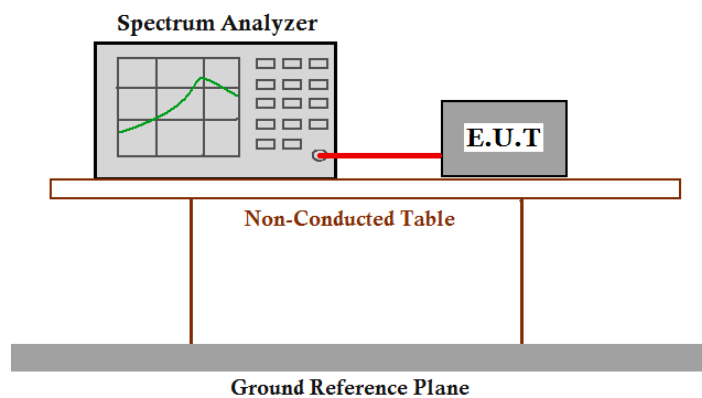 Spectrum Analyzer
E.U.T
Non-Conducted Table
Ground Reference Plane